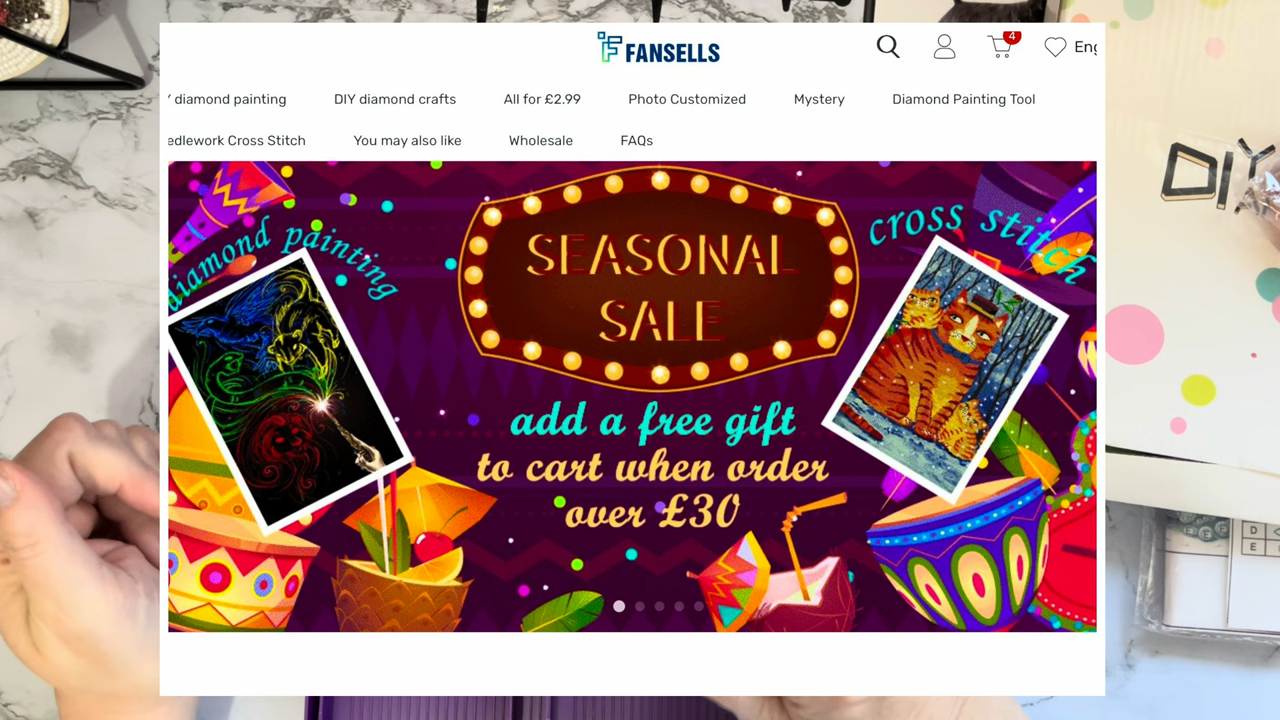 FANSELLS
4
diamond painting
DIY diamond crafts
All for £2.99
Photo Customized
Mystery
Diamond Painting Tool
Cross Stitch
You may also like
Wholesale
FAQs
diamond painting
SEASONAL
SALE
cross stitch
add a free gift
to cart when order
over £30
DIY